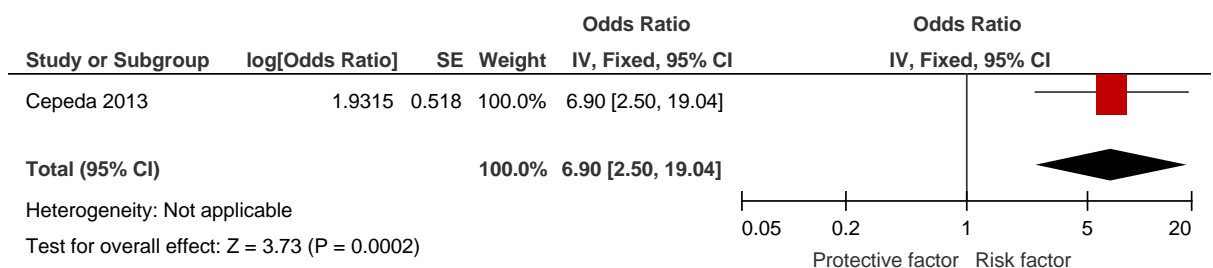 Odds Ratio Odds Ratio
Study or Subgroup log[Odds Ratio] SE Weight IV, Fixed, 95% CI IV, Fixed, 95% CI
Cepeda 2013 1.9315 0.518 100.0% 6.90 [2.50, 19.04]
Total (95% CI) 100.0% 6.90 [2.50, 19.04]
Heterogeneity: Not applicable
Test for overall effect: Z = 3.73 (P = 0.0002)
0.05 0.2 1 5 20
Protective factor Risk factor